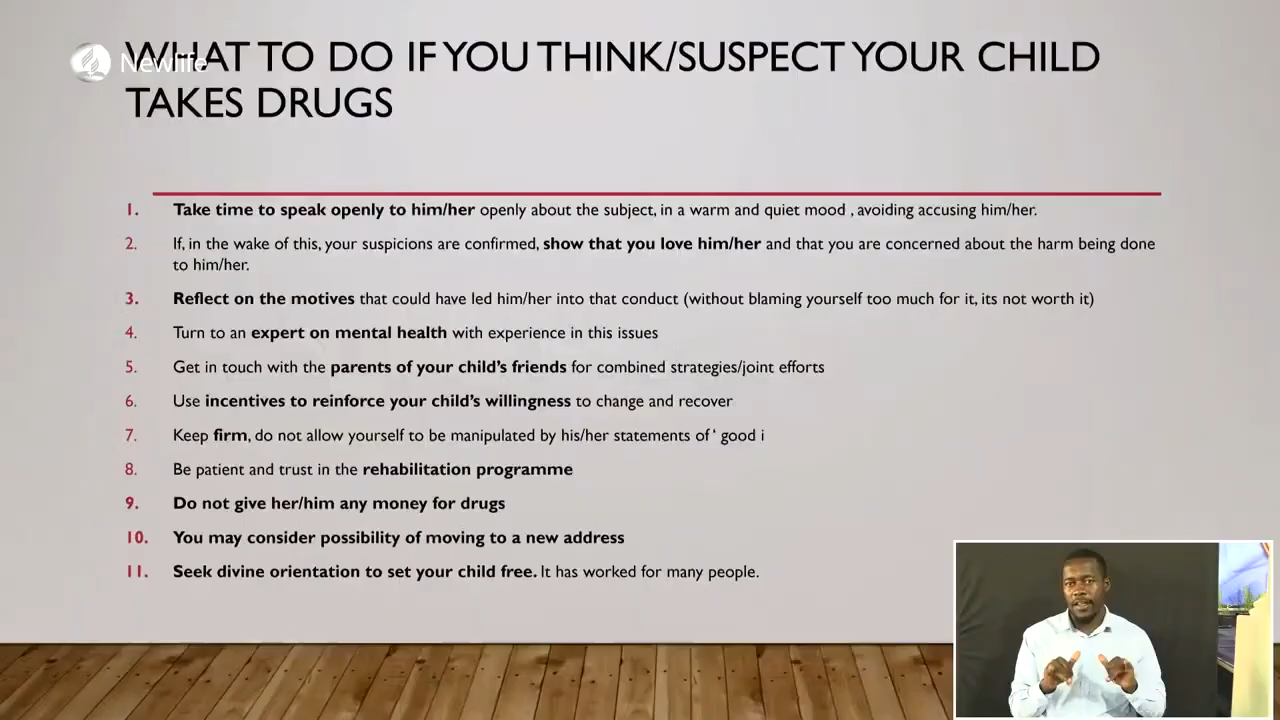 WHAT TO DO IF YOU THINK/SUSPECT YOUR CHILD
Newlife
TAKES DRUGS
1. Take time to speak openly to him/her openly about the subject, in a warm and quiet mood , avoiding accusing him/her.
2. If, in the wake of this, your suspicions are confirmed, show that you love him/her and that you are concerned about the harm being done
to him/her.
3. Reflect on the motives that could have led him/her into that conduct (without blaming yourself too much for it, its not worth it)
4. Turn to an expert on mental health with experience in this issues
5. Get in touch with the parents of your child’s friends for combined strategies/joint efforts
6. Use incentives to reinforce your child’s willingness to change and recover
7. Keep firm, do not allow yourself to be manipulated by his/her statements of ‘ good i
8. Be patient and trust in the rehabilitation programme
9. Do not give her/him any money for drugs
10. You may consider possibility of moving to a new address
11. Seek divine orientation to set your child free. It has worked for many people.